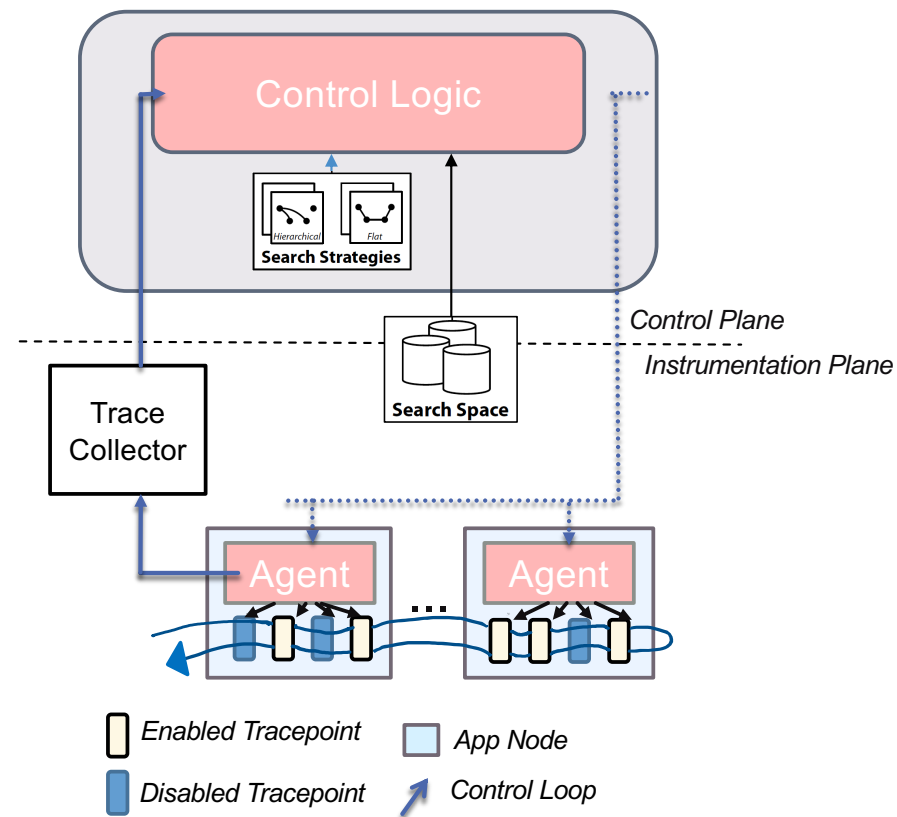 Control Logic
Hierarchical
Flat
Search Strategies
Control Plane
Instrumentation Plane
Search Space
Trace
Collector
Agent
Agent
...
Enabled Tracepoint
App Node
Disabled Tracepoint
Control Loop